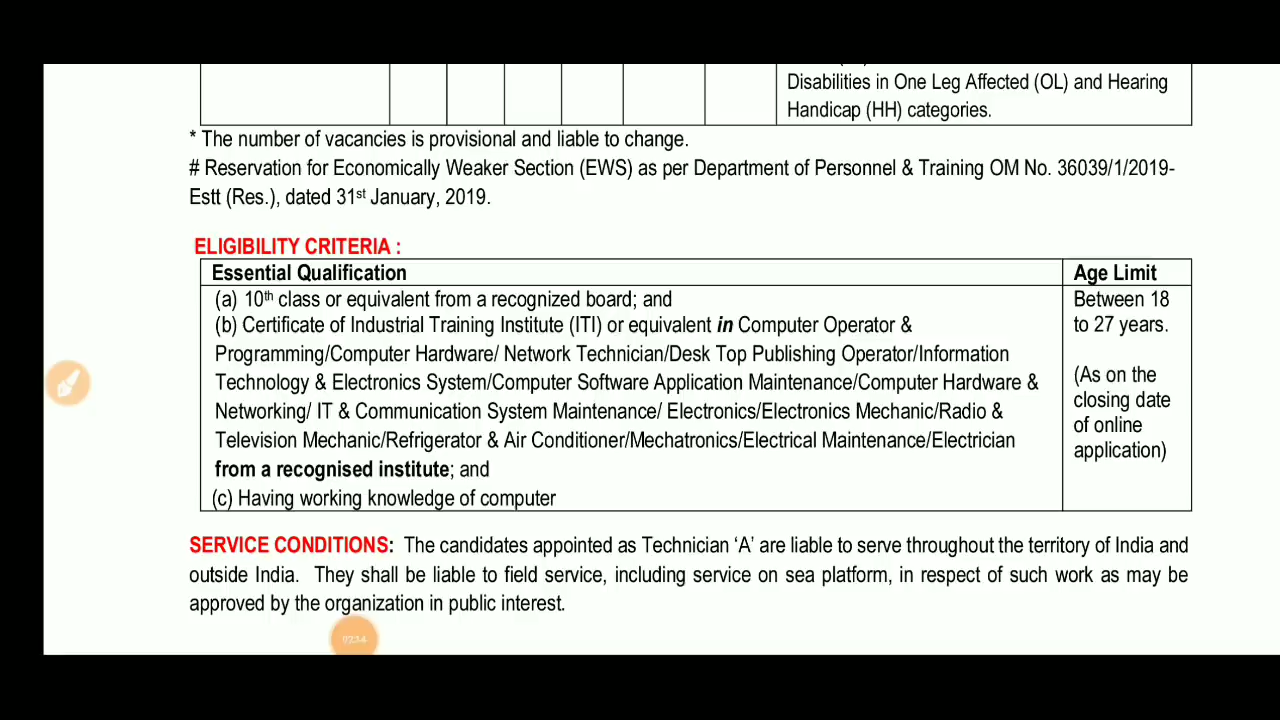 Disabilities in One Leg Affected (OL) and Hearing
Handicap (HH) categories.
* The number of vacancies is provisional and liable to change.
# Reservation for Economically Weaker Section (EWS) as per Department of Personnel & Training OM No. 36039/1/2019-
Estt (Res.), dated 31st January, 2019.
ELIGIBILITY CRITERIA :
Essential Qualification
(a) 10th class or equivalent from a recognized board; and
(b) Certificate of Industrial Training Institute (ITI) or equivalent in Computer Operator &
Programming/Computer Hardware/ Network Technician/Desk Top Publishing Operator/Information
Technology & Electronics System/Computer Software Application Maintenance/Computer Hardware &
Networking/ IT & Communication System Maintenance/ Electronics/Electronics Mechanic/Radio &
Television Mechanic/Refrigerator & Air Conditioner/Mechatronics/Electrical Maintenance/Electrician
from a recognised institute; and
(c) Having working knowledge of computer
Age Limit
Between 18
to 27 years.
(As on the
closing date
of online
application)
SERVICE CONDITIONS: The candidates appointed as Technician ‘A’ are liable to serve throughout the territory of India and
outside India. They shall be liable to field service, including service on sea platform, in respect of such work as may be
approved by the organization in public interest.